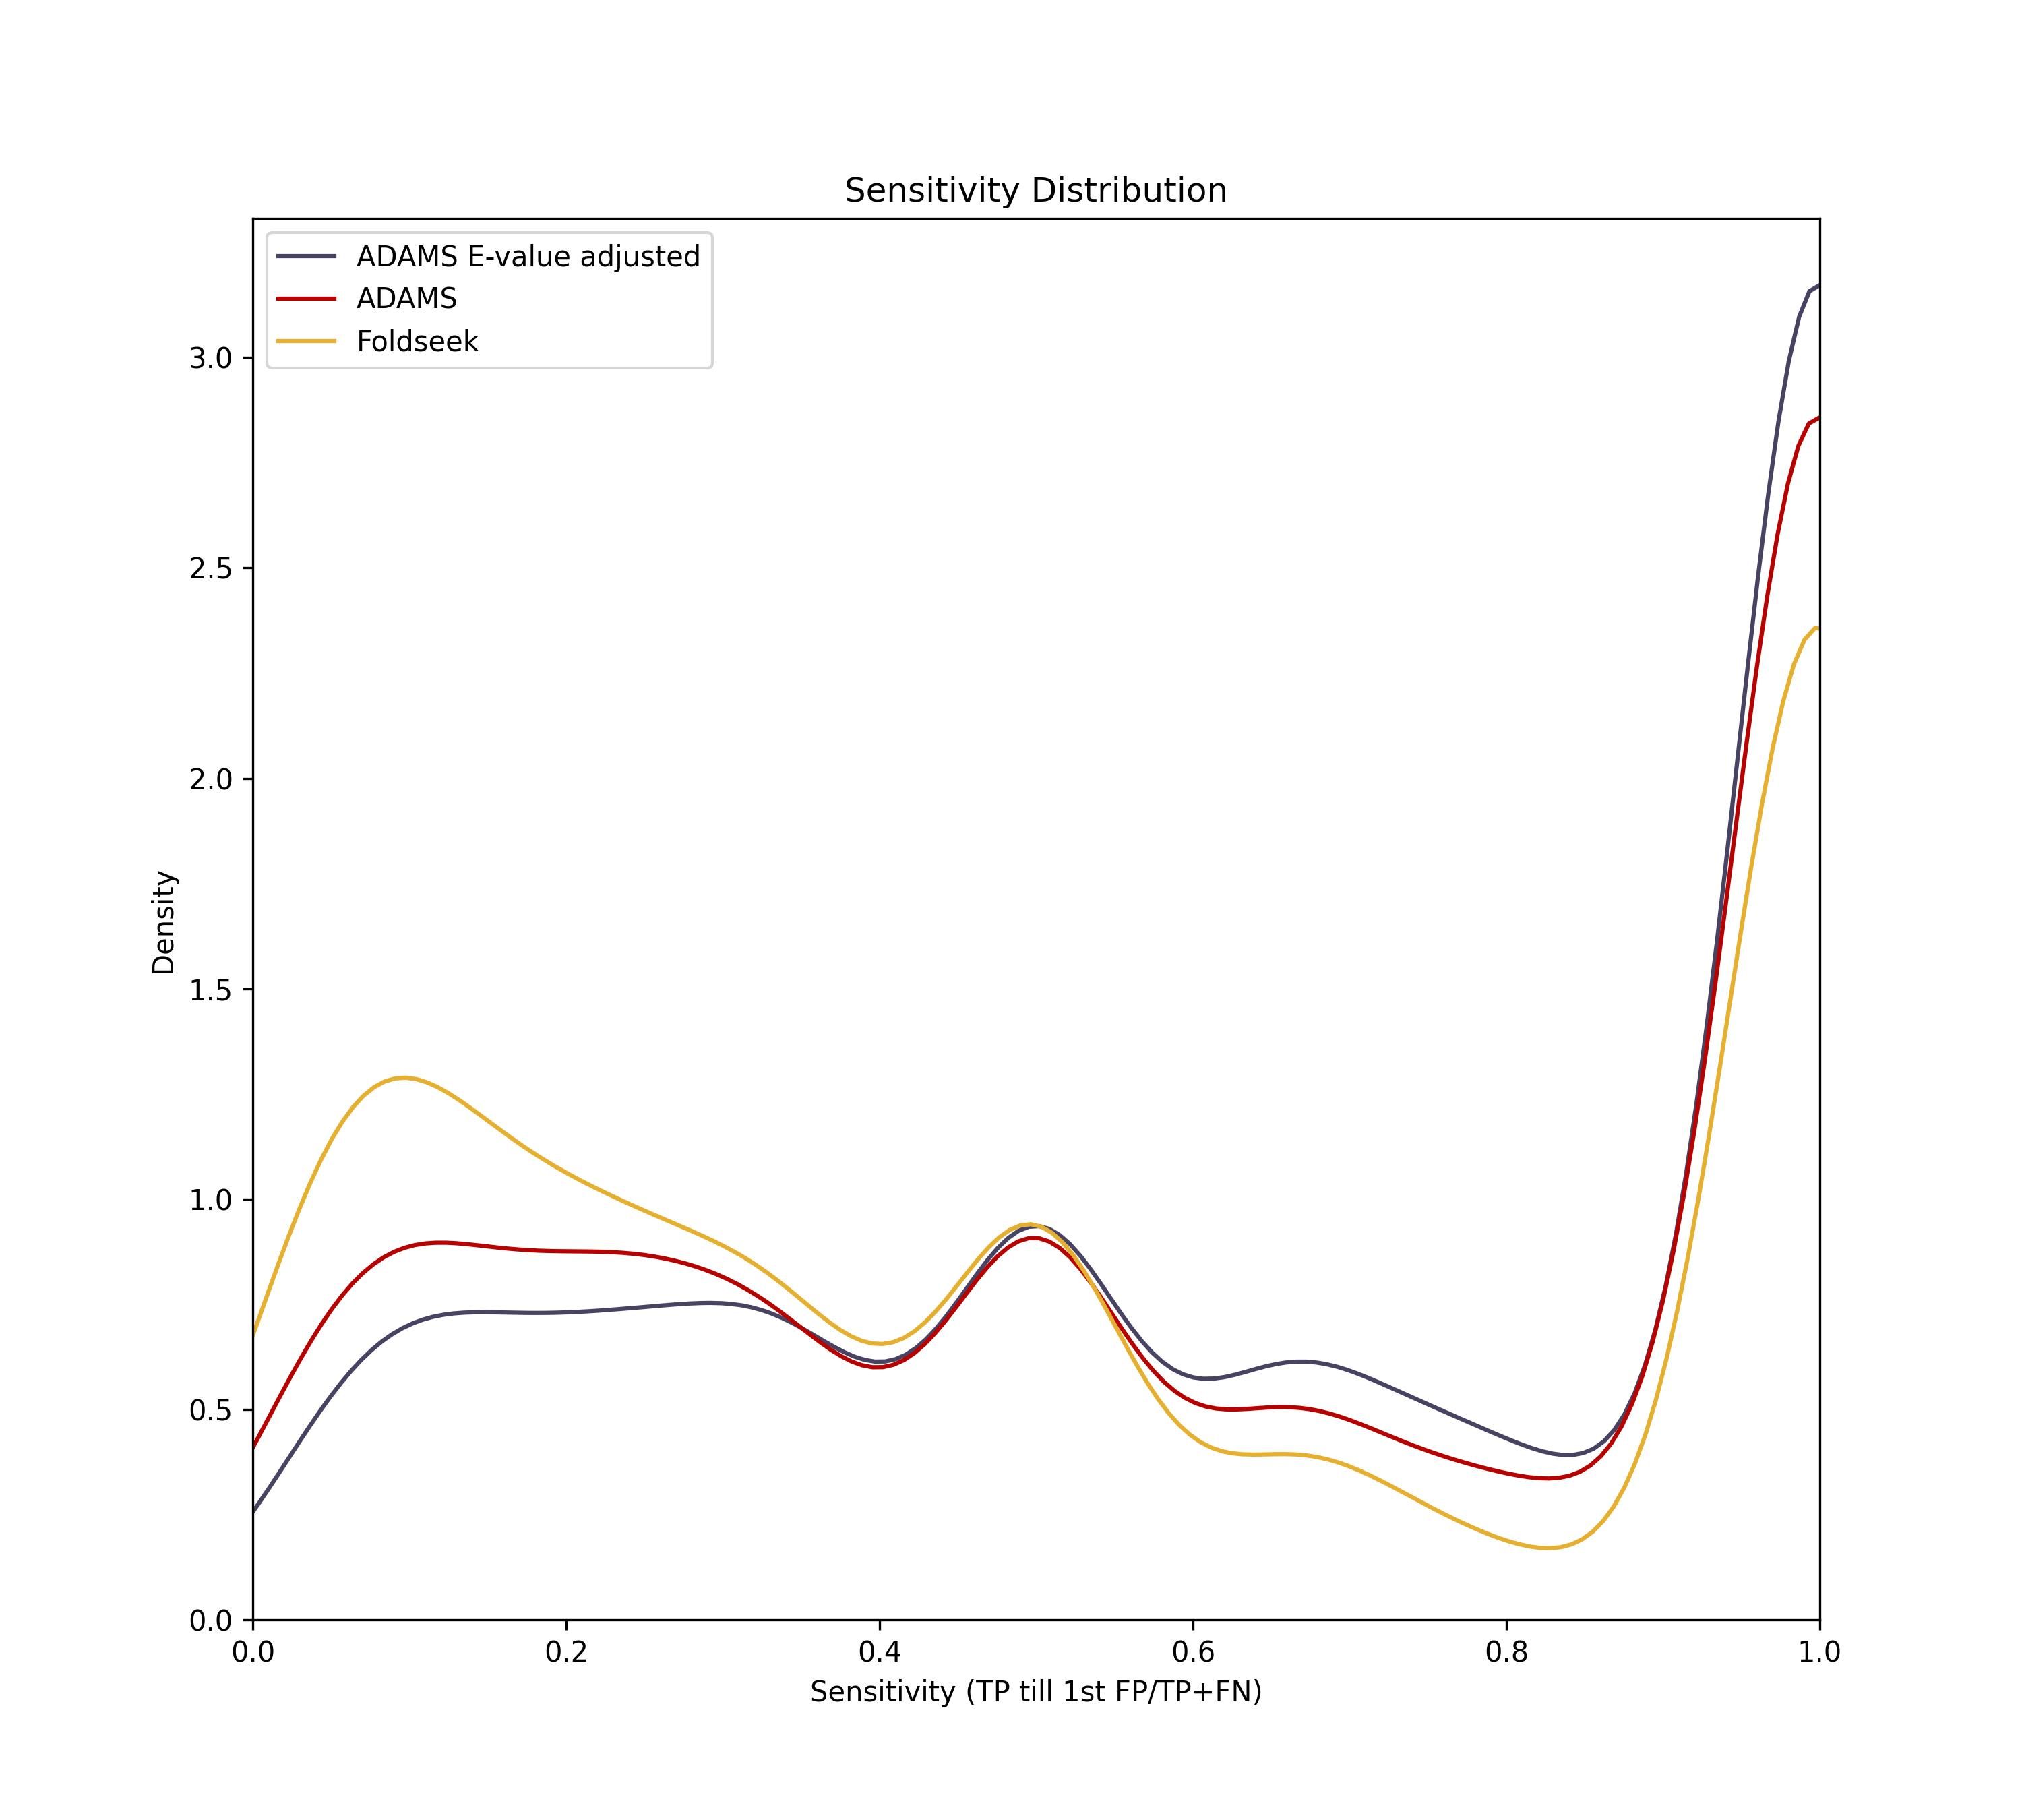 Sensitivity Distribution
ADAMS E-value adjusted
ADAMS
Foldseek
3.0
2.5
2.0
1.5
1.0
0.5
0.0
Density
0.0 0.2 0.4 0.6 0.8 1.0
Sensitivity (TP till 1st FP/TP+FN)